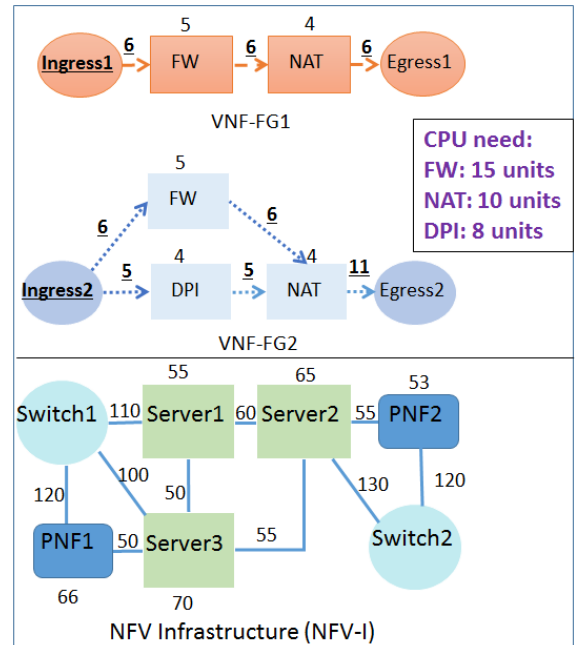 5 4
6 6 6
Ingress1 FW NAT Egress1
VNF-FG1
CPU need:
FW: 15 units
NAT: 10 units
DPI: 8 units
5
FW
6 6
4 4
5 5 11
Ingress2 DPI NAT Egress2
VNF-FG2
55 65 53
Switch1 110 Server1 60 Server2 55 PNF2
120 100 50 130 120
PNF1 50 Server3 55 Switch2
66 70
NFV Infrastructure (NFV-I)